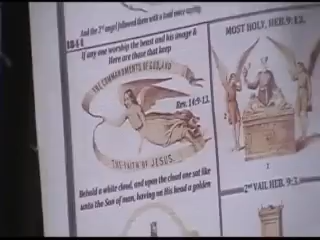 And the 3rd angel followed them with a loud voice saying.
1844
If any one worship the beast and his image &
Here are those that keep
THE COMMANDMENTS OF GOD, AND
Rev. 14:9-12.
THE FAITH OF JESUS.
Behold a white cloud, and upon the cloud one sat like
unto the Son of man, having on His head a golden
MOST HOLY, HEB. 9:12.
2ND VAIL HEB. 9:3.